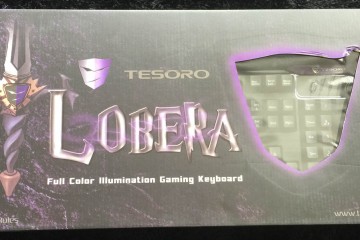 TESORO
LOBERA
Full Color Illumination Gaming Keyboard